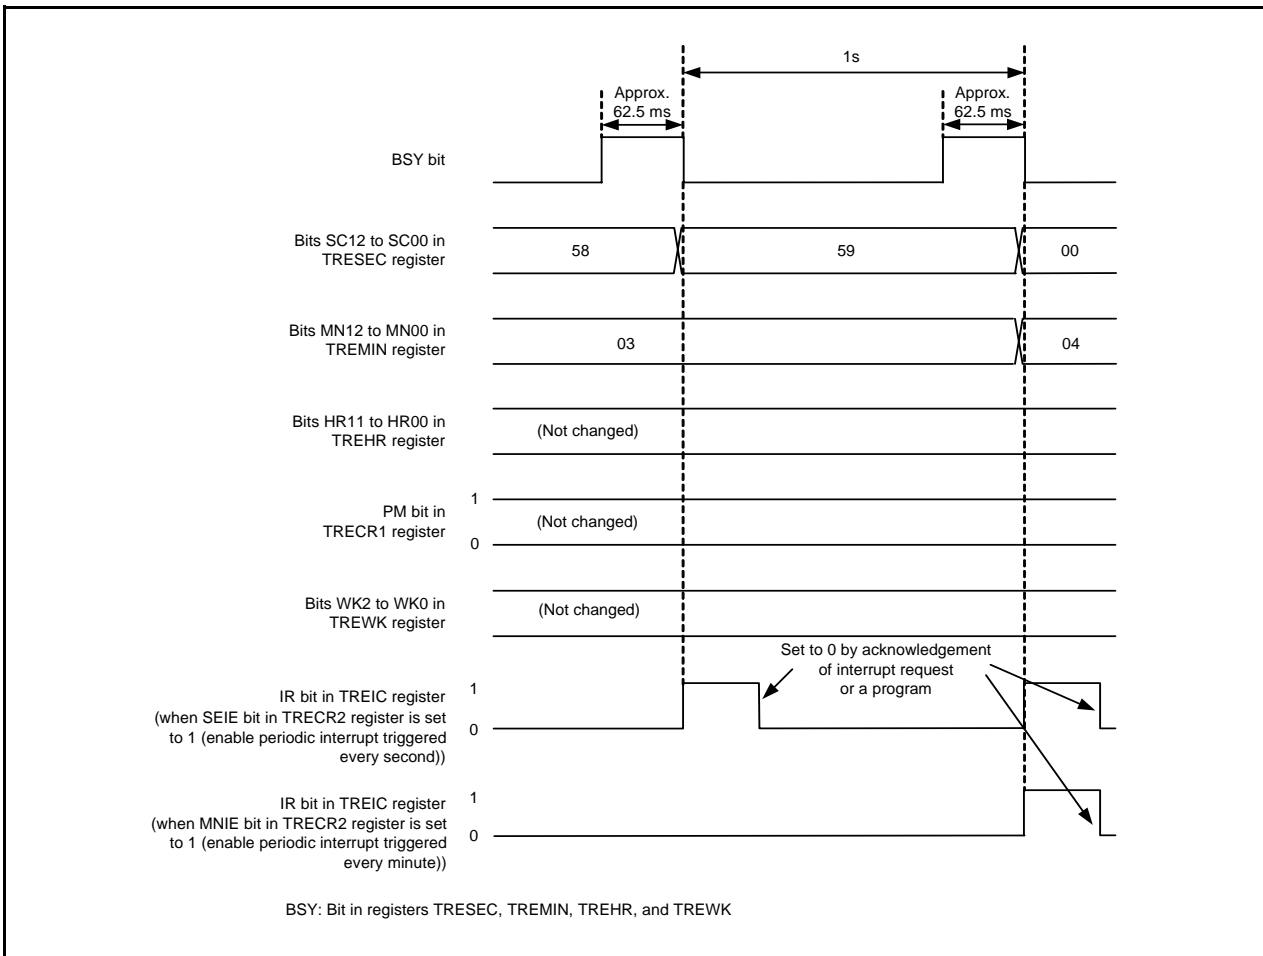 1s
Approx.
62.5 ms
Approx.
62.5 ms
BSY bit
Bits SC12 to SC00 in
TRESEC register
58
59
00
Bits MN12 to MN00 in
TREMIN register
03
04
Bits HR11 to HR00 in
TREHR register
(Not changed)
PM bit in
TRECR1 register
1
0
(Not changed)
Bits WK2 to WK0 in
TREWK register
(Not changed)
Set to 0 by acknowledgement
of interrupt request
or a program
IR bit in TREIC register
(when SEIE bit in TRECR2 register is set
to 1 (enable periodic interrupt triggered
every second))
1
0
IR bit in TREIC register
(when MNIE bit in TRECR2 register is set
to 1 (enable periodic interrupt triggered
every minute))
1
0
BSY: Bit in registers TRESEC, TREMIN, TREHR, and TREWK